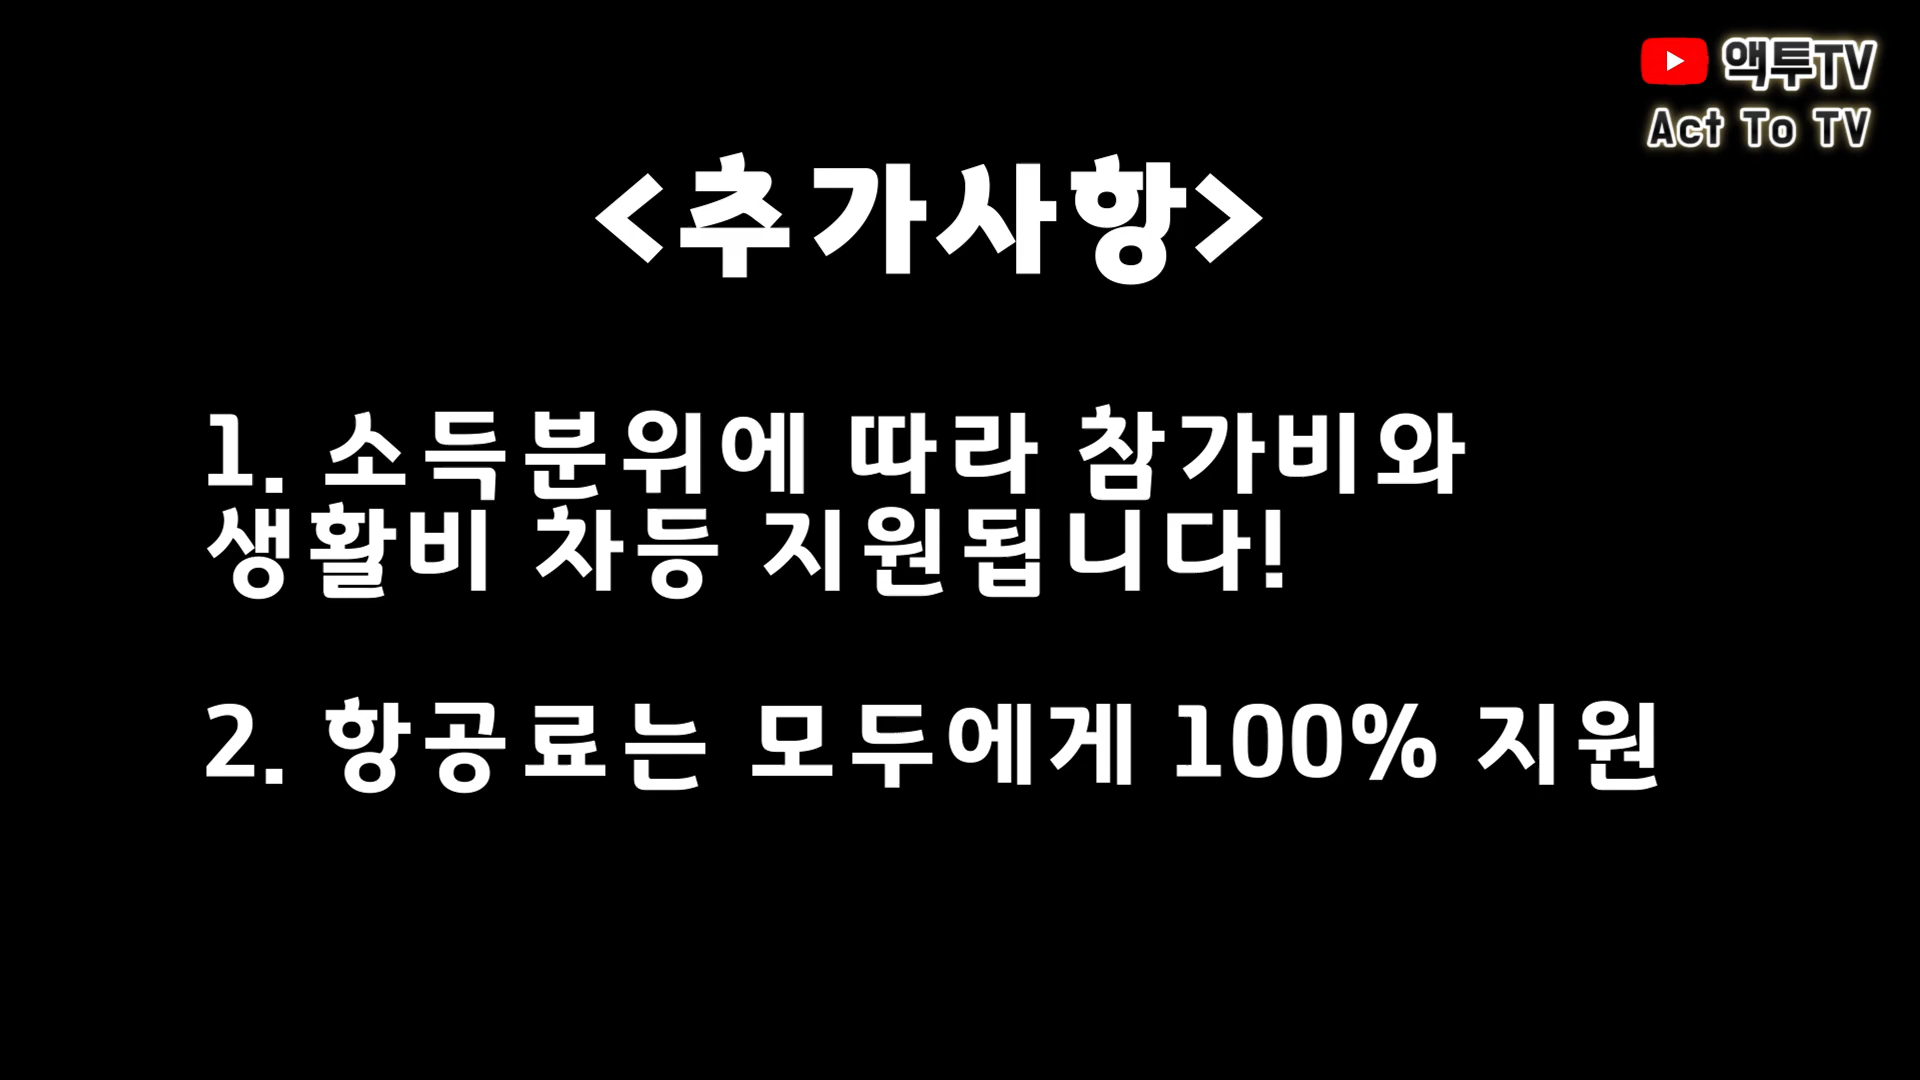 액투TV
Act To TV
<추가사항>
1. 소득분위에 따라 참가비와
생활비 차등 지원됩니다!
2. 항공료는 모두에게 100% 지원